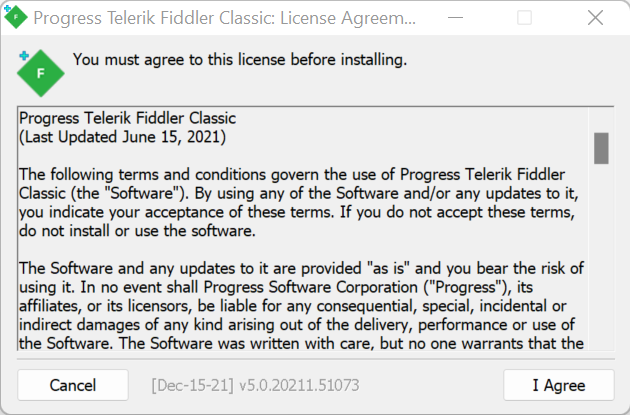 Progress Telerik Fiddler Classic: License Agreem...
F
F
You must agree to this license before installing.
Progress Telerik Fiddler Classic
(Last Updated June 15, 2021)
The following terms and conditions govern the use of Progress Telerik Fiddler
Classic (the "Software"). By using any of the Software and/or any updates to it,
you indicate your acceptance of these terms. If you do not accept these terms,
do not install or use the software.
The Software and any updates to it are provided "as is" and you bear the risk of
using it. In no event shall Progress Software Corporation ("Progress"), its
affiliates, or its licensors, be liable for any consequential, special, incidental or
indirect damages of any kind arising out of the delivery, performance or use of
the Software. The Software was written with care, but no one warrants that the
Cancel
[Dec-15-21] v5.0.20211.51073
I Agree